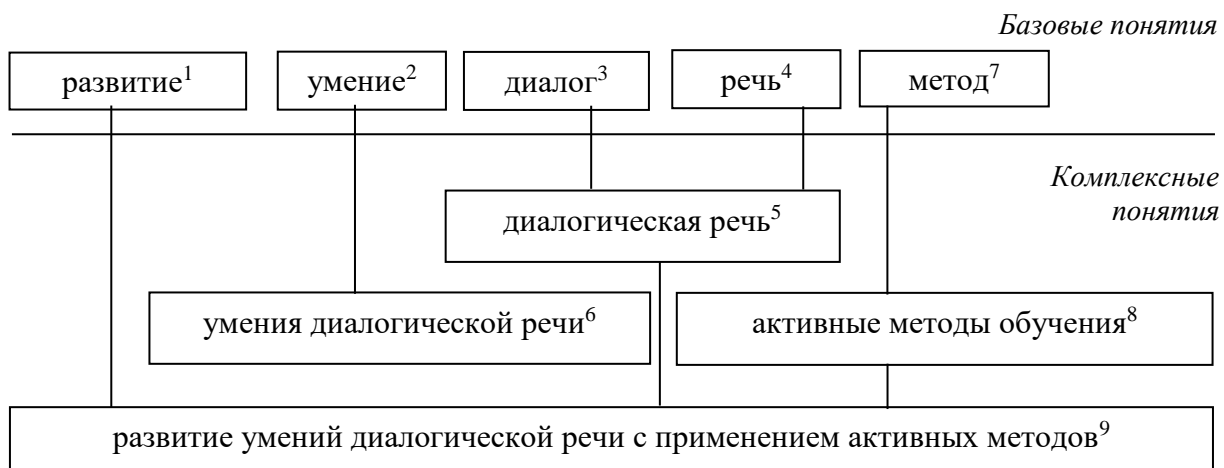 Базовые понятия
развитие¹
умение²
диалог³
речь⁴
метод⁷
Комплексные
понятия
диалогическая речь⁵
умения диалогической речи⁶
активные методы обучения⁸
развитие умений диалогической речи с применением активных методов⁹